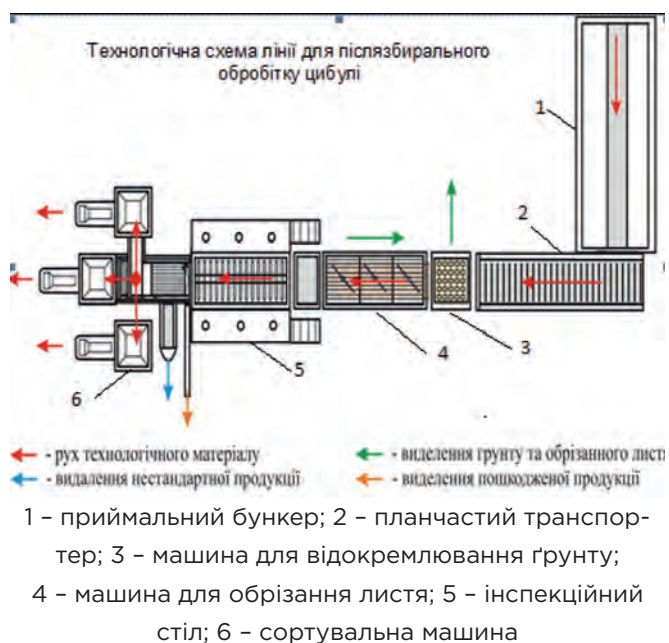 Технологічна схема лінії для післязбирального
обробітку цибулі
1
2
3
4
5
6
- рух технологічного матеріалу
- виділення ґрунту та обрізанного листя
- видалення нестандартної продукції
- виделення пошкодженої продукції
1 – приймальний бункер; 2 – планчастий транспор-
тер; 3 – машина для відокремлювання ґрунту;
4 – машина для обрізання листя; 5 – інспекційний
стіл; 6 – сортувальна машина